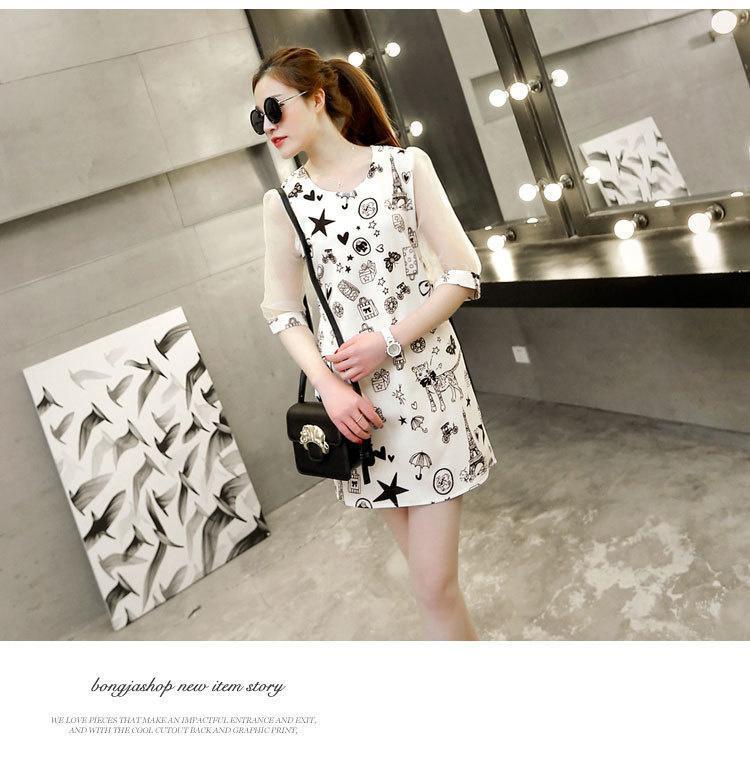 bongjashop new item story
WE LOVE PIECES THAT MAKE AN IMPACTFUL ENTRANCE AND EXIT,
AND WITH THE COOL CUTOUT BACK AND GRAPHIC PRINT,